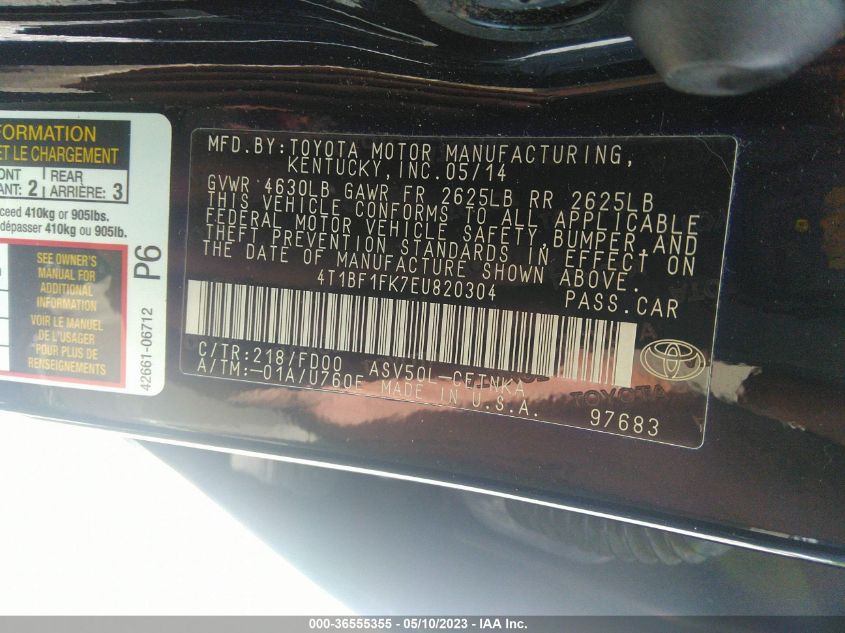 FORMATION
ET LE CHARGEMENT
REAR
2 ARRIÈRE: 3
410kg or 905lbs.
dépasser 410kg ou 905lb.
SEE OWNER'S
MANUAL FOR
ADDITIONAL
INFORMATION
VOIR LE MANUEL
DE L'USAGER
POUR PLUS DE
RENSEIGNEMENTS
P6
42661-06712
MFD.BY:TOYOTA MOTOR MANUFACTURING,
KENTUCKY, INC.05/14
GVWR 4630LB GAWR FR 2625LB RR 2625LB
THIS VEHICLE CONFORMS TO ALL APPLICABLE
FEDERAL MOTOR VEHICLE SAFETY,BUMPER,AND
THEFT PREVENTION STANDARDS IN EFFECT ON
THE DATE OF MANUFACTURE SHOWN ABOVE.
4T1BF1FK7EU820304 PASS.CAR
C/TR:218/FD00 ASV50L-CETNKA
A/TM:-01A/U760E MADE IN U.S.A.
TOYOTA
97683
000-36555355 - 05/10/2023 - IAA Inc.